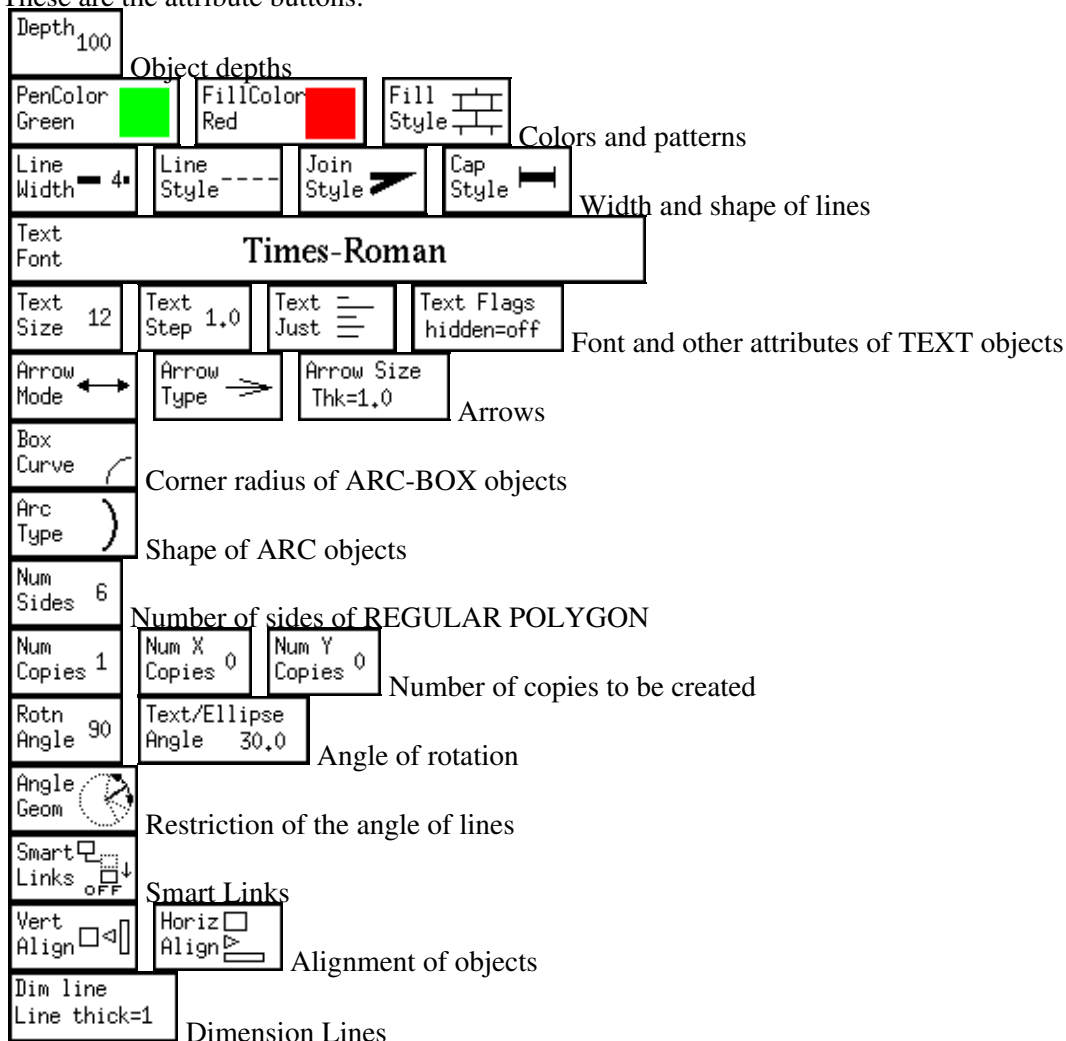 These are the attribute buttons:
Depth 100 Object depths
PenColor Green FillColor Red Fill Style Colors and patterns
Line Width 4 Line Style Join Style Cap Style Width and shape of lines
Text Font Times-Roman
Text Size 12 Text Step 1.0 Text Just Text Flags hidden=off Font and other attributes of TEXT objects
Arrow Mode Arrow Type Arrow Size Thk=1.0 Arrows
Box Curve Corner radius of ARC-BOX objects
Arc Type Shape of ARC objects
Num Sides 6 Number of sides of REGULAR POLYGON
Num Copies 1 Num X Copies 0 Num Y Copies 0 Number of copies to be created
Rotn Angle 90 Text/Ellipse Angle 30.0 Angle of rotation
Angle Geom Restriction of the angle of lines
Smart Links OFF Smart Links
Vert Align Horiz Align Alignment of objects
Dim line Line thick=1 Dimension Lines